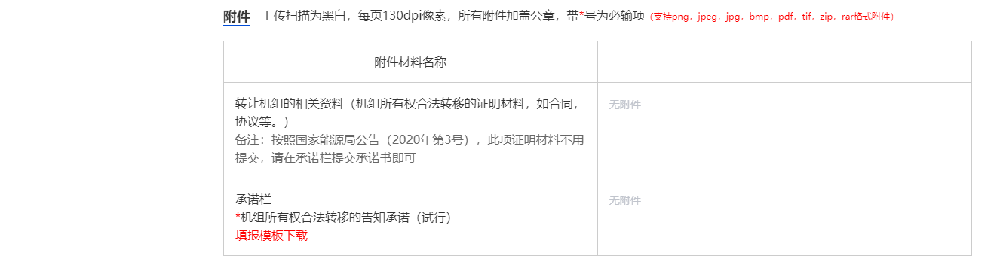 附件 上传扫描为黑白，每页130dpi像素，所有附件加盖公章，带*号为必输项（支持png，jpeg，jpg，bmp，pdf，tif，zip，rar格式附件）
附件材料名称
转让机组的相关资料（机组所有权合法转移的证明材料，如合同，
协议等。）
备注：按照国家能源局公告（2020年第3号），此项证明材料不用
提交，请在承诺栏提交承诺书即可
无附件
承诺栏
*机组所有权合法转移的告知承诺（试行）
填报模板下载
无附件